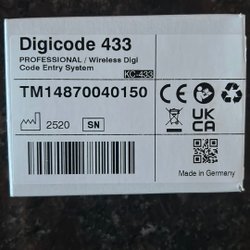 Digicode 433
PROFESSIONAL / Wireless Digi
Code Entry System
KC-433
TM14870040150
CE
UK
CA
2520 SN
Made in Germany